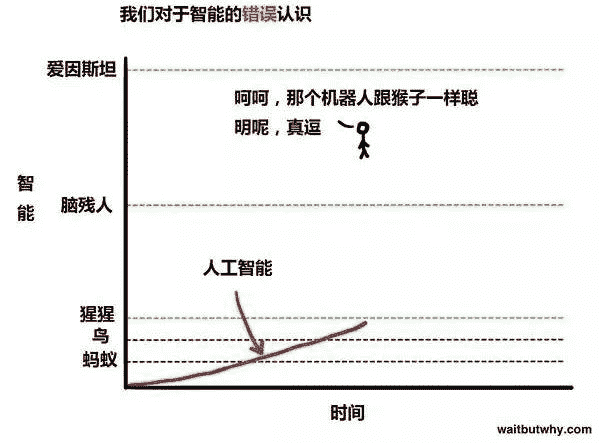 我们对于智能的错误认识
爱因斯坦
呵呵，那个机器人跟猴子一样聪
明呢，真逗
智
能
脑残人
人工智能
猩猩
鸟
蚂蚁
时间
waitbutwhy.com